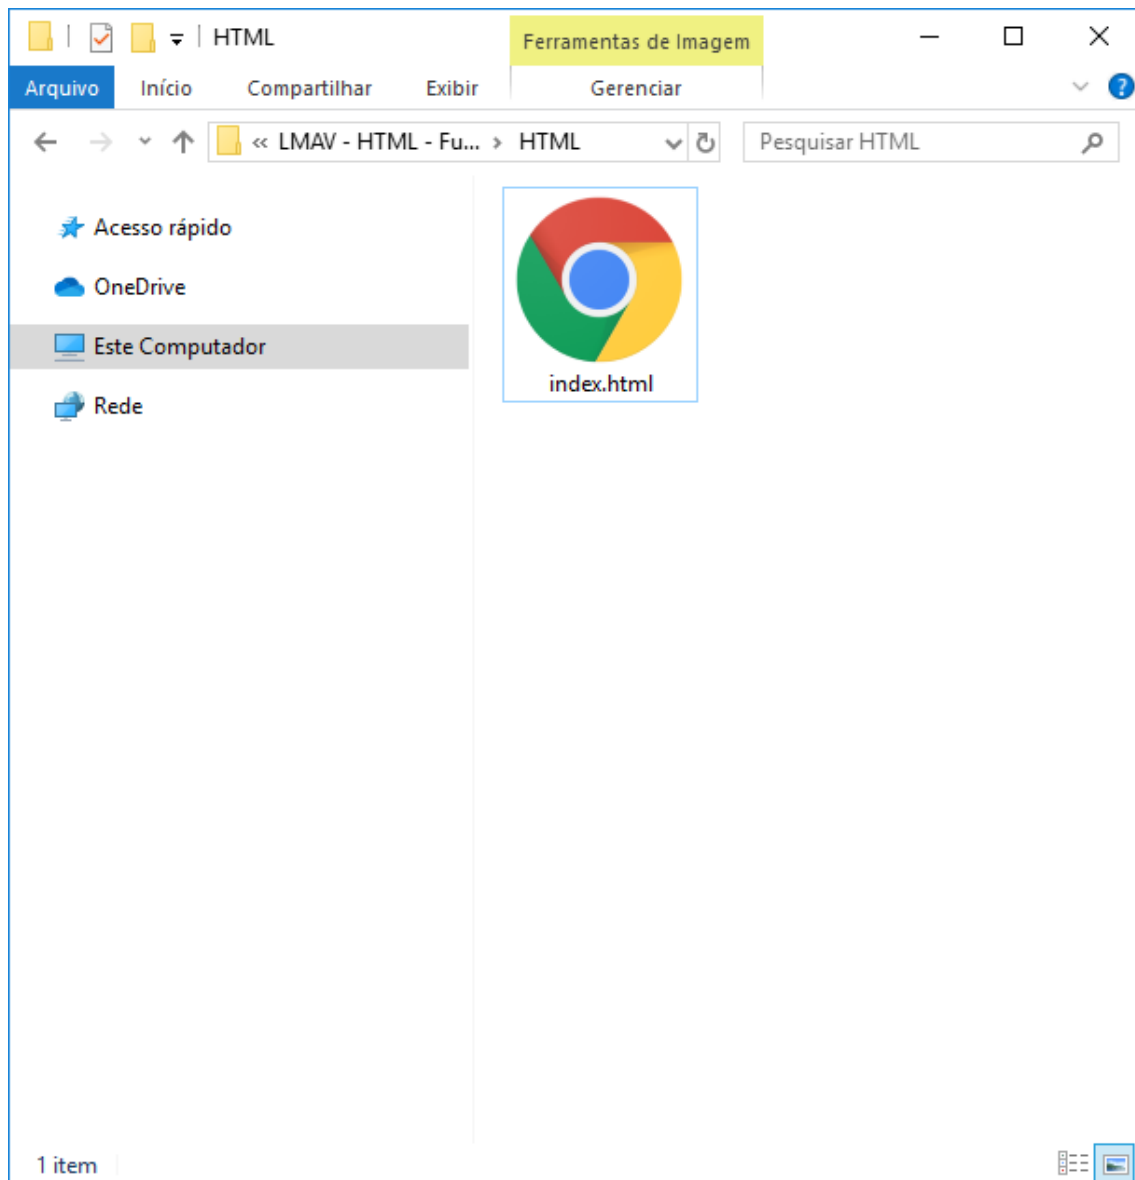 HTML
Ferramentas de Imagem
Arquivo Início Compartilhar Exibir Gerenciar
« LMAV - HTML - Fu... › HTML
Pesquisar HTML
Acesso rápido
OneDrive
Este Computador
Rede
index.html
1 item